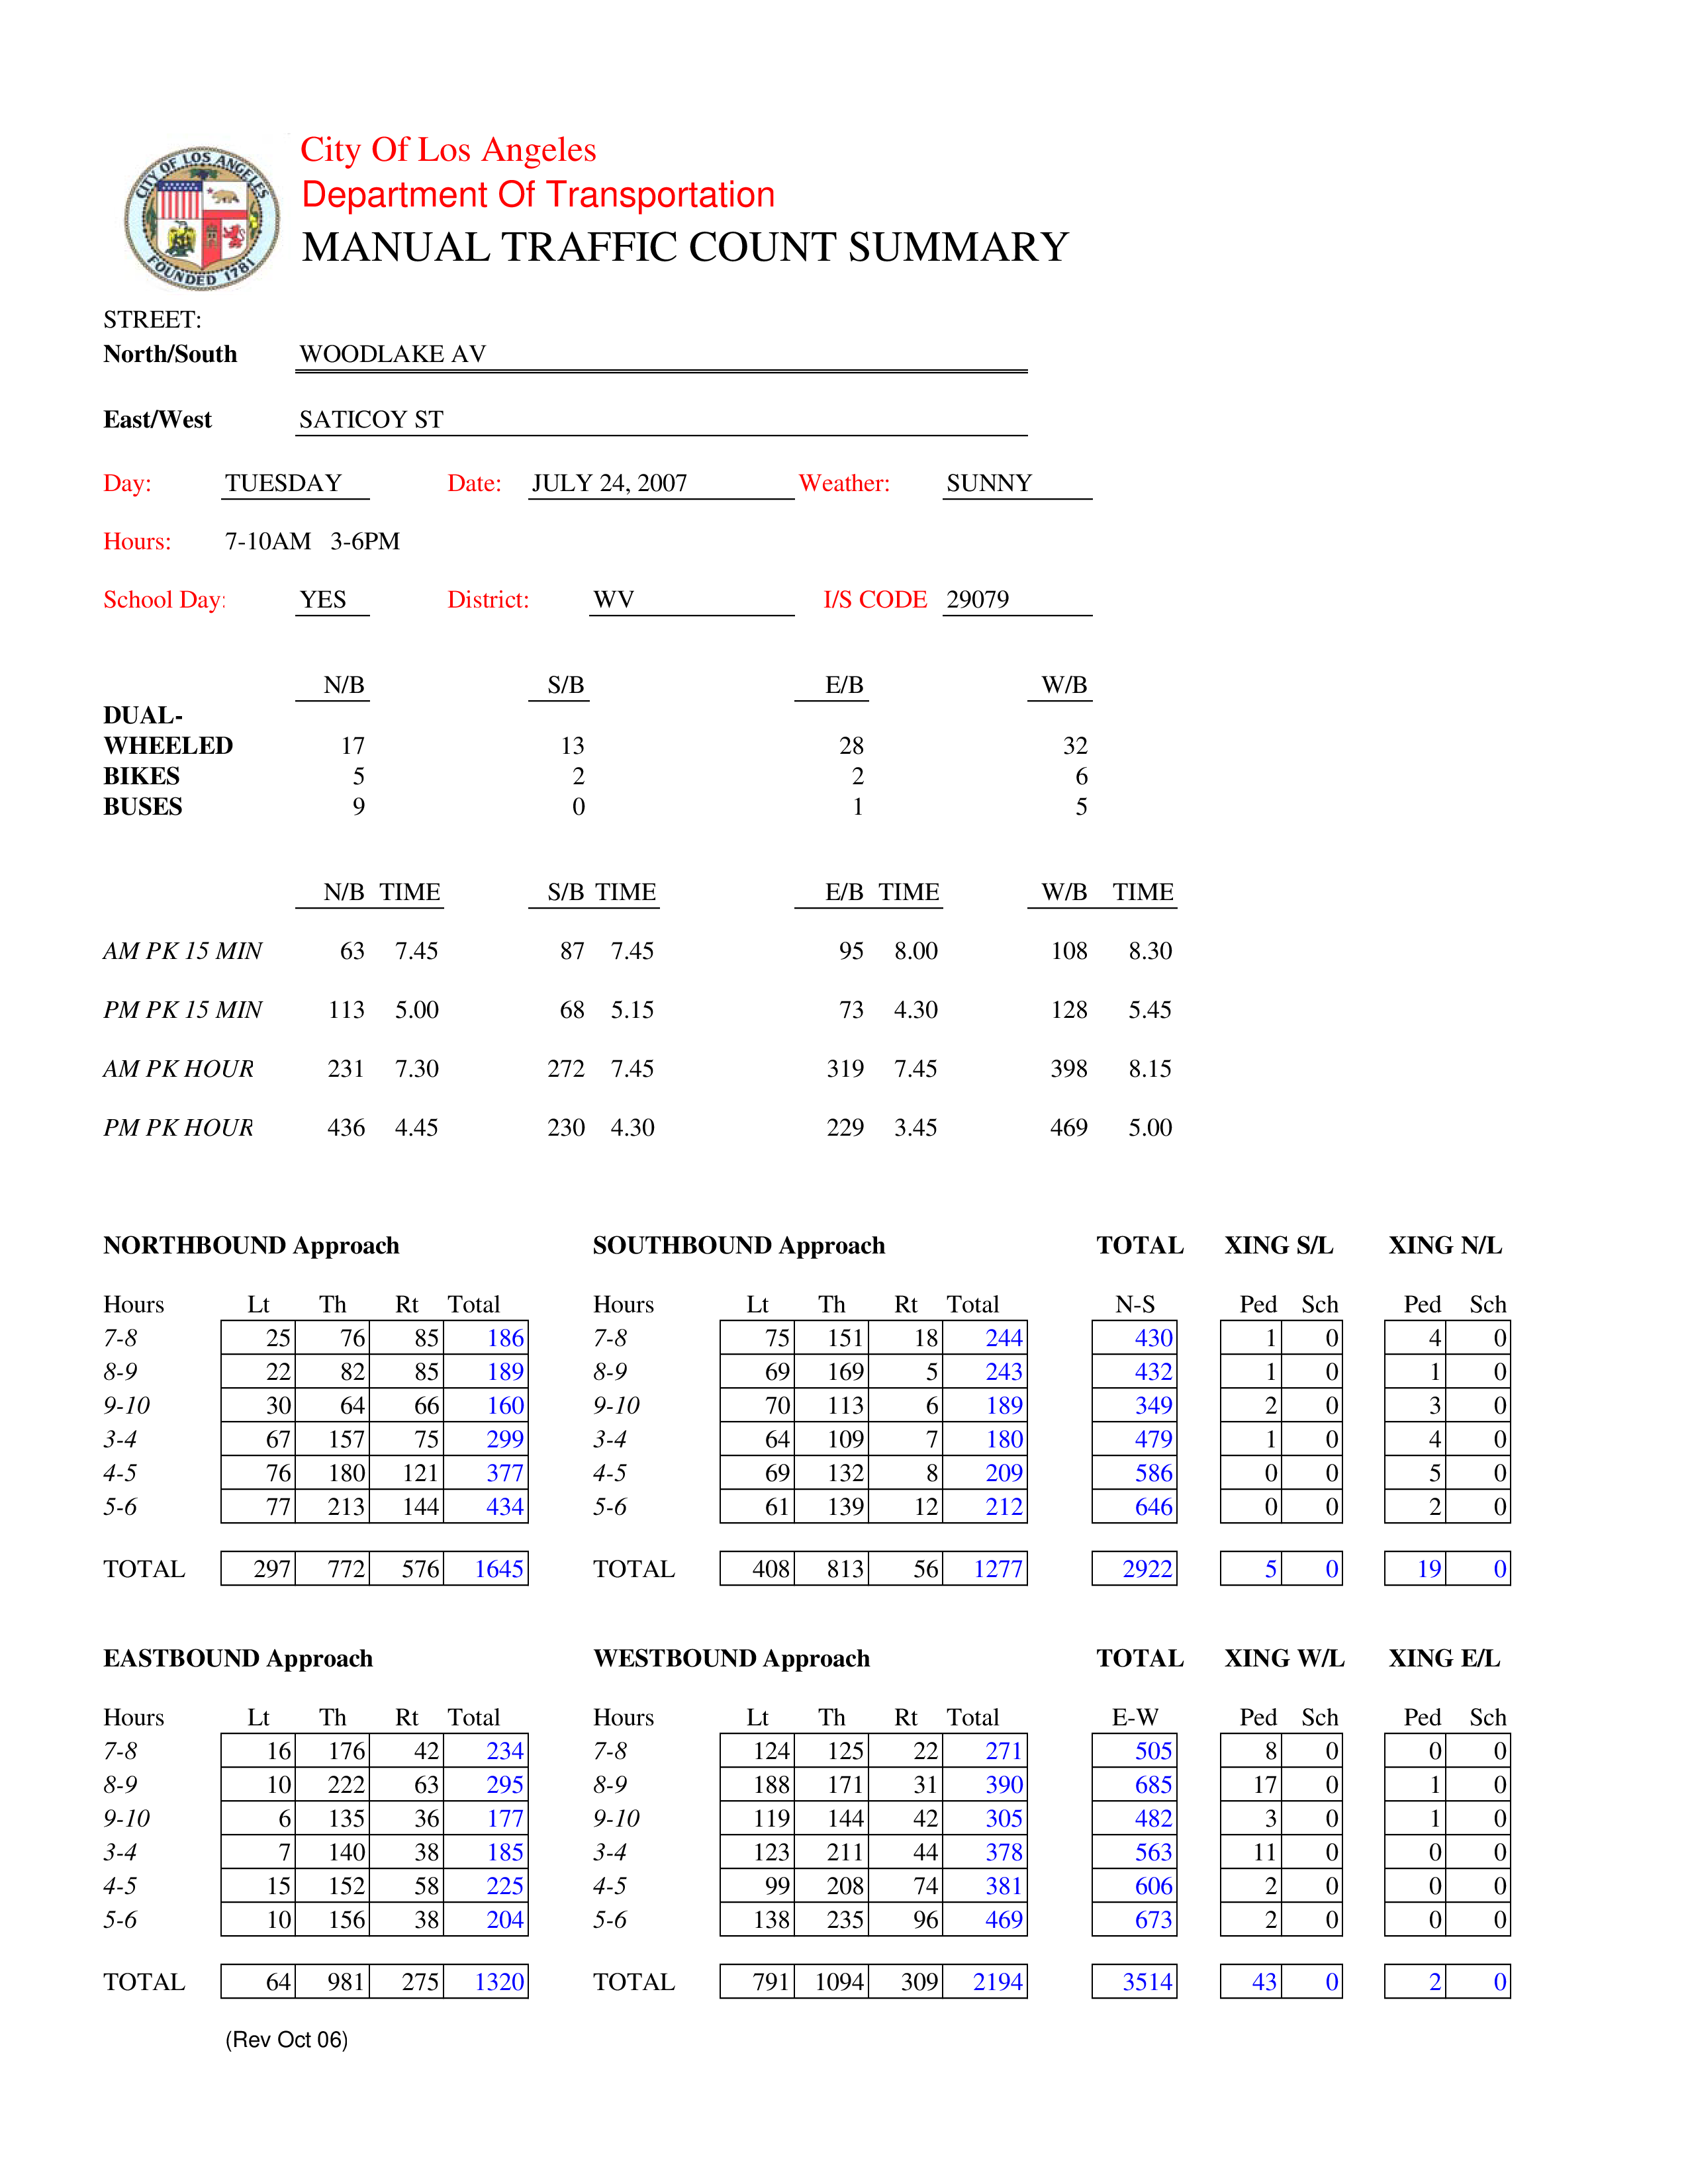 CITY OF LOS ANGELES
FOUNDED 1781
City Of Los Angeles
Department Of Transportation
MANUAL TRAFFIC COUNT SUMMARY
STREET:
North/South WOODLAKE AV
East/West SATICOY ST
Day: TUESDAY Date: JULY 24, 2007 Weather: SUNNY
Hours: 7-10AM 3-6PM
School Day: YES District: WV I/S CODE 29079
N/B S/B E/B W/B
DUAL-
WHEELED 17 13 28 32
BIKES 5 2 2 6
BUSES 9 0 1 5
N/B TIME S/B TIME E/B TIME W/B TIME
AM PK 15 MIN 63 7.45 87 7.45 95 8.00 108 8.30
PM PK 15 MIN 113 5.00 68 5.15 73 4.30 128 5.45
AM PK HOUR 231 7.30 272 7.45 319 7.45 398 8.15
PM PK HOUR 436 4.45 230 4.30 229 3.45 469 5.00
NORTHBOUND Approach SOUTHBOUND Approach TOTAL XING S/L XING N/L
Hours Lt Th Rt Total Hours Lt Th Rt Total N-S Ped Sch Ped Sch
7-8 25 76 85 186 7-8 75 151 18 244 430 1 0 4 0
8-9 22 82 85 189 8-9 69 169 5 243 432 1 0 1 0
9-10 30 64 66 160 9-10 70 113 6 189 349 2 0 3 0
3-4 67 157 75 299 3-4 64 109 7 180 479 1 0 4 0
4-5 76 180 121 377 4-5 69 132 8 209 586 0 0 5 0
5-6 77 213 144 434 5-6 61 139 12 212 646 0 0 2 0
TOTAL 297 772 576 1645 TOTAL 408 813 56 1277 2922 5 0 19 0
EASTBOUND Approach WESTBOUND Approach TOTAL XING W/L XING E/L
Hours Lt Th Rt Total Hours Lt Th Rt Total E-W Ped Sch Ped Sch
7-8 16 176 42 234 7-8 124 125 22 271 505 8 0 0 0
8-9 10 222 63 295 8-9 188 171 31 390 685 17 0 1 0
9-10 6 135 36 177 9-10 119 144 42 305 482 3 0 1 0
3-4 7 140 38 185 3-4 123 211 44 378 563 11 0 0 0
4-5 15 152 58 225 4-5 99 208 74 381 606 2 0 0 0
5-6 10 156 38 204 5-6 138 235 96 469 673 2 0 0 0
TOTAL 64 981 275 1320 TOTAL 791 1094 309 2194 3514 43 0 2 0
(Rev Oct 06)